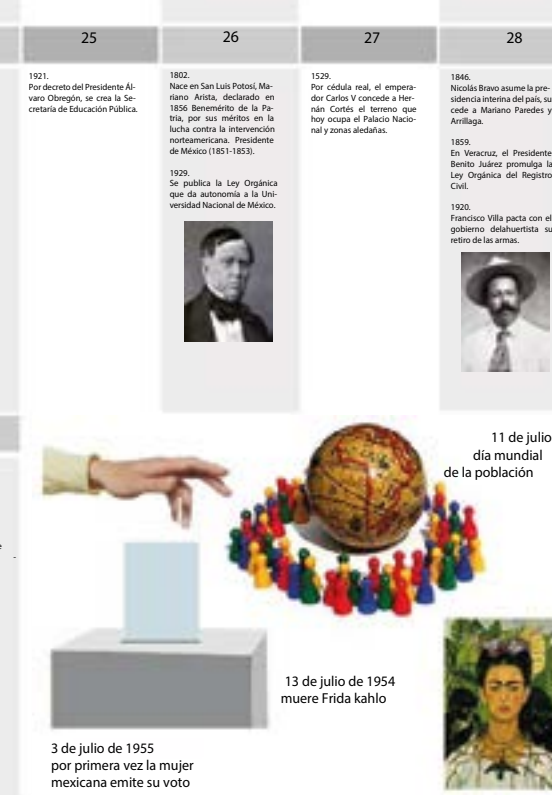 25
1921.
Por decreto del Presidente Ál-
varo Obregón, se crea la Se-
cretaría de Educación Pública.
26
1802.
Nace en San Luis Potosí, Ma-
riano Arista, declarado en
1856 Benemérito de la Pa-
tria, por sus méritos en la
lucha contra la intervención
norteamericana. Presidente
de México (1851-1853).
1929.
Se publica la Ley Orgánica
que da autonomía a la Uni-
versidad Nacional de México.
27
1529.
Por cédula real, el empera-
dor Carlos V concede a Her-
nán Cortés el terreno que
hoy ocupa el Palacio Nacio-
nal y zonas aledañas.
28
1846.
Nicolás Bravo asume la pre-
sidencia interina del país, su
cede a Mariano Paredes y
Arrillaga.
1859.
En Veracruz, el Presidente
Benito Juárez promulga la
Ley Orgánica del Registro
Civil.
1920.
Francisco Villa pacta con el
gobierno delahuertista su
retiro de las armas.
11 de julio
día mundial
de la población
13 de julio de 1954
muere Frida kahlo
3 de julio de 1955
por primera vez la mujer
mexicana emite su voto